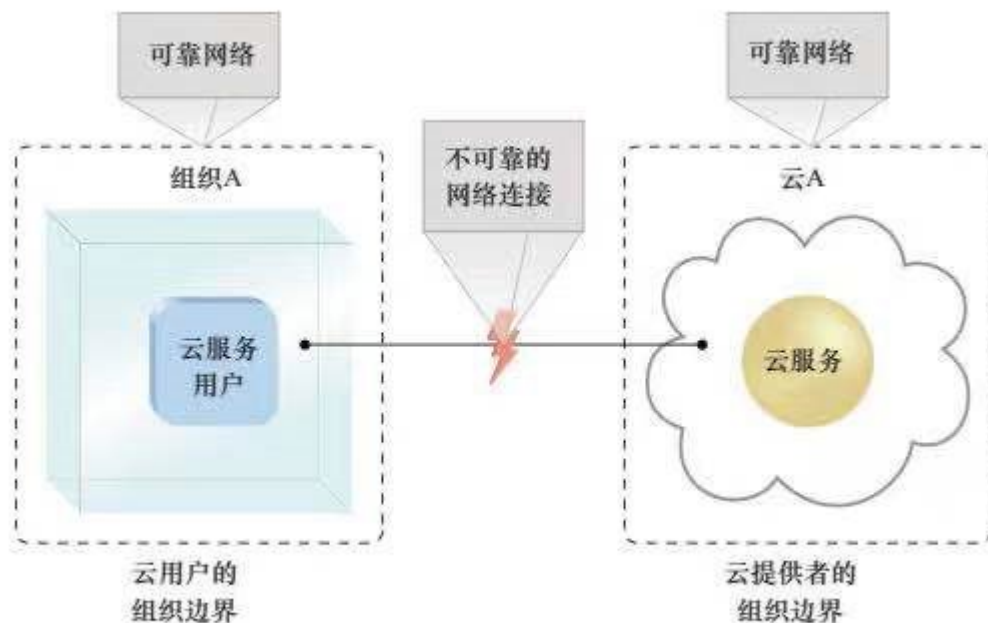 可靠网络
可靠网络
不可靠的
网络连接
组织A
云A
云服务
用户
云服务
云用户的
组织边界
云提供者的
组织边界